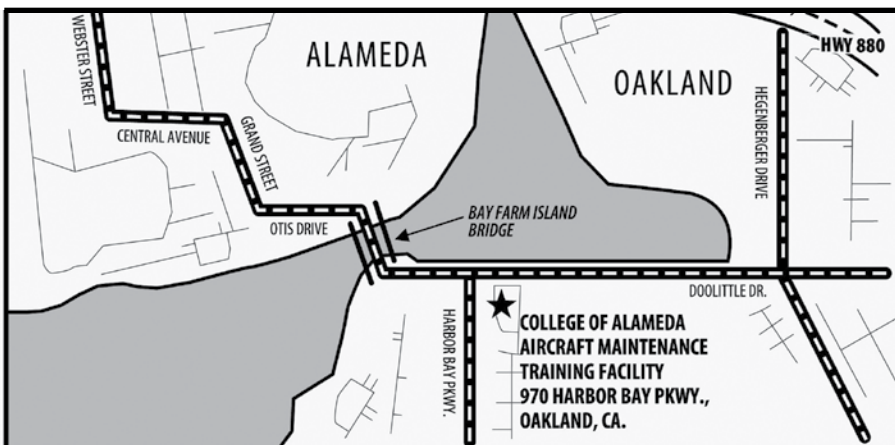 WEBSTER STREET
ALAMEDA
HWY 880
OAKLAND
CENTRAL AVENUE
GRAND STREET
HEGENBERGER DRIVE
OTIS DRIVE
BAY FARM ISLAND
BRIDGE
DOOLITTLE DR.
HARBOR BAY PKWY.
COLLEGE OF ALAMEDA
AIRCRAFT MAINTENANCE
TRAINING FACILITY
970 HARBOR BAY PKWY.,
OAKLAND, CA.